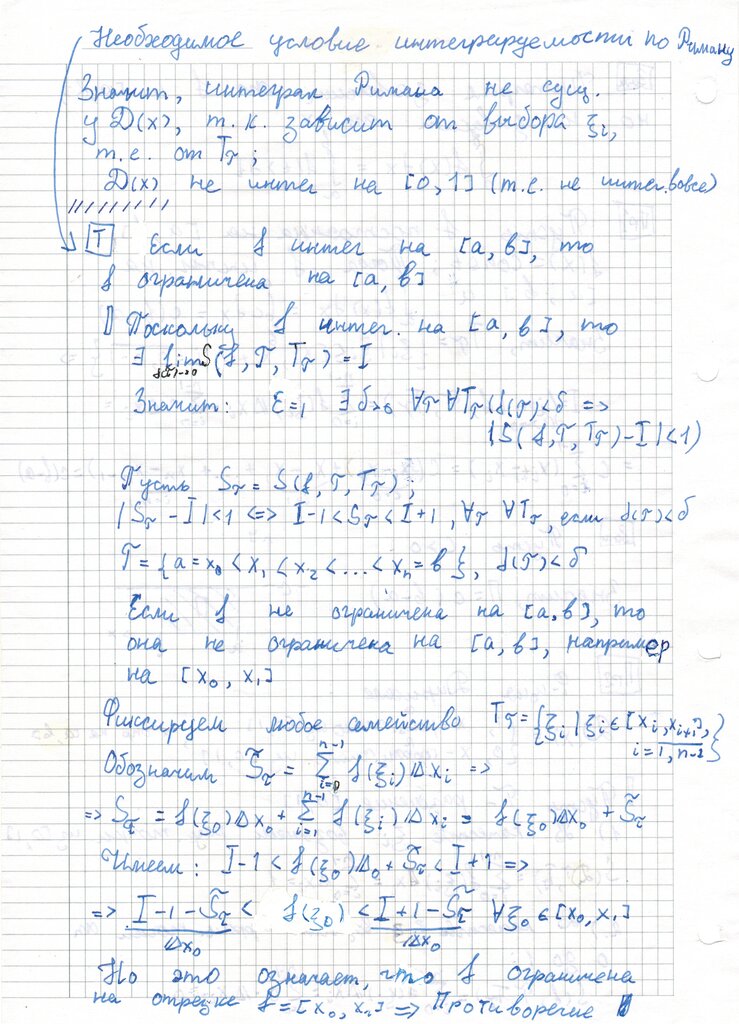 Необходимое условие интегрируемости по Риману
Значит, интеграл Римана не сущ.
у D(x), т.к. зависит от выбора ξi,
т.е. от Tτ;
D(x) не интег на [0,1] (т.е. не интег. вовсе)
T Если f интег на [a, b], то
f ограничена на [a, b]
▯ Поскольку f интег. на [a, b], то
∃ lim S(f, τ, Tτ) = I
d(τ)→0
Значит: ε=1 ∃δ>0 ∀τ ∀Tτ (d(τ)<δ =>
|S(f, τ, Tτ)-I|<1)
Пусть Sτ = S(f, τ, Tτ);
|Sτ - I|<1 <=> I-1<Sτ<I+1, ∀τ ∀Tτ, если d(τ)<δ
τ = {a=x₀ < x₁ < x₂ < ... < xn = b}, d(τ)<δ
Если f не ограничена на [a, b], то
она не ограничена на [a, b], например
на [x₀, x₁]
Фиксируем любое семейство Tτ = {ξi | ξi ∈ [xi, xi+1],
i=1, n-1}
Обозначим S̃τ = Σ_{i=0}^{n-1} f(ξi)Δxi =>
=> Sτ = f(ξ₀)Δx₀ + Σ_{i=1}^{n-1} f(ξi)Δxi = f(ξ₀)Δx₀ + S̃τ
Имеем: I-1 < f(ξ₀)Δ₀ + S̃τ < I+1 =>
=> (I-1-S̃τ)/Δx₀ < f(ξ₀) < (I+1-S̃τ)/Δx₀ ∀ξ₀ ∈ [x₀, x₁]
Но это означает, что f ограничена
на отрезке f=[x₀, x₁] => Противоречие ▮